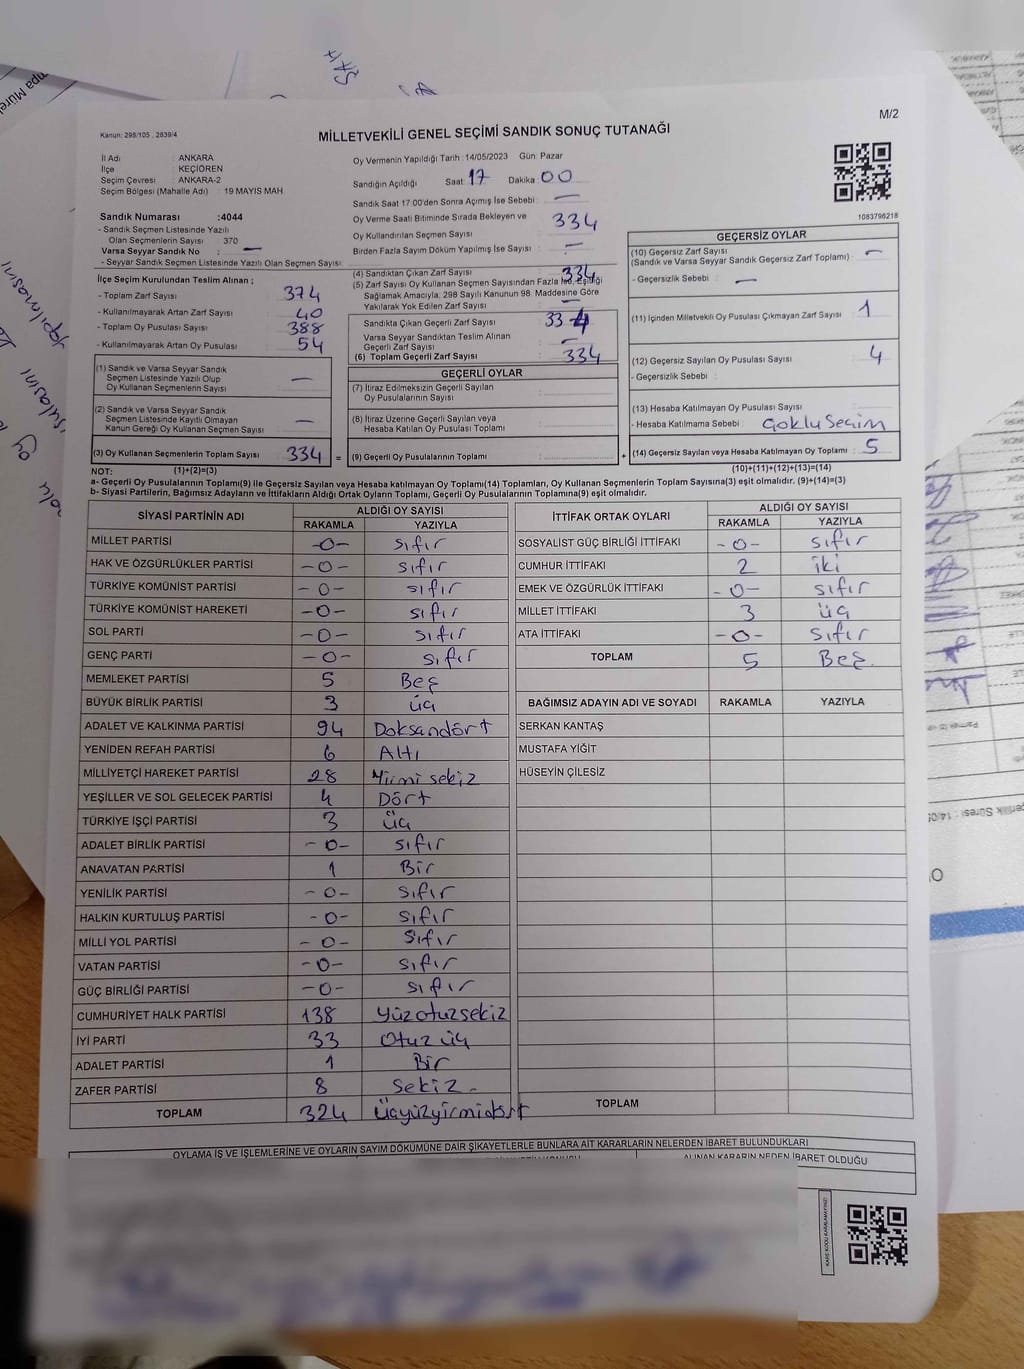 M/2
Kanun: 298/105 , 2839/4
MİLLETVEKİLİ GENEL SEÇİMİ SANDIK SONUÇ TUTANAĞI
İl Adı : ANKARA
İlçe : KEÇİÖREN
Seçim Çevresi : ANKARA-2
Seçim Bölgesi (Mahalle Adı) : 19 MAYIS MAH
Sandık Numarası :4044
- Sandık Seçmen Listesinde Yazılı
Olan Seçmenlerin Sayısı : 370
Varsa Seyyar Sandık No : —
- Seyyar Sandık Seçmen Listesinde Yazılı Olan Seçmen Sayısı:
Oy Vermenin Yapıldığı Tarih : 14/05/2023 Gün: Pazar
Sandığın Açıldığı Saat : 17 Dakika : 00
Sandık Saat 17.00'den Sonra Açılmış İse Sebebi : —
Oy Verme Saati Bitiminde Sırada Bekleyen ve
Oy Kullandırılan Seçmen Sayısı : 334
Birden Fazla Sayım Döküm Yapılmış İse Sayısı : —
1083796218
İlçe Seçim Kurulundan Teslim Alınan ;
- Toplam Zarf Sayısı : 374
- Kullanılmayarak Artan Zarf Sayısı : 40
- Toplam Oy Pusulası Sayısı : 388
- Kullanılmayarak Artan Oy Pusulası : 54
(1) Sandık ve Varsa Seyyar Sandık
Seçmen Listesinde Yazılı Olup
Oy Kullanan Seçmenlerin Sayısı : —
(2) Sandık ve Varsa Seyyar Sandık
Seçmen Listesinde Kayıtlı Olmayan
Kanun Gereği Oy Kullanan Seçmen Sayısı : —
(3) Oy Kullanan Seçmenlerin Toplam Sayısı : 334 =
(4) Sandıktan Çıkan Zarf Sayısı : 334
(5) Zarf Sayısı Oy Kullanan Seçmen Sayısından Fazla İse, Eşitliği
Sağlamak Amacıyla, 298 Sayılı Kanunun 98. Maddesine Göre
Yakılarak Yok Edilen Zarf Sayısı : —
Sandıkta Çıkan Geçerli Zarf Sayısı : 334
Varsa Seyyar Sandıktan Teslim Alınan
Geçerli Zarf Sayısı : —
(6) Toplam Geçerli Zarf Sayısı : 334
GEÇERLİ OYLAR
(7) İtiraz Edilmeksizin Geçerli Sayılan
Oy Pusulalarının Sayısı :
(8) İtiraz Üzerine Geçerli Sayılan veya
Hesaba Katılan Oy Pusulası Toplamı :
(9) Geçerli Oy Pusulalarının Toplamı : +
GEÇERSİZ OYLAR
(10) Geçersiz Zarf Sayısı
(Sandık ve Varsa Seyyar Sandık Geçersiz Zarf Toplamı) : —
- Geçersizlik Sebebi : —
(11) İçinden Milletvekili Oy Pusulası Çıkmayan Zarf Sayısı : 1
(12) Geçersiz Sayılan Oy Pusulası Sayısı : 4
- Geçersizlik Sebebi :
(13) Hesaba Katılmayan Oy Pusulası Sayısı :
- Hesaba Katılmama Sebebi : Çoklu Seçim
(14) Geçersiz Sayılan veya Hesaba Katılmayan Oy Toplamı : 5
NOT: (1)+(2)=(3) (10)+(11)+(12)+(13)=(14)
a- Geçerli Oy Pusulalarının Toplamı(9) ile Geçersiz Sayılan veya Hesaba Katılmayan Oy Toplamı(14) Toplamları, Oy Kullanan Seçmenlerin Toplam Sayısına(3) eşit olmalıdır. (9)+(14)=(3)
b- Siyasi Partilerin, Bağımsız Adayların ve İttifakların Aldığı Ortak Oyların Toplamı, Geçerli Oy Pusulalarının Toplamına(9) eşit olmalıdır.
SİYASİ PARTİNİN ADI ALDIĞI OY SAYISI
RAKAMLA YAZIYLA
MİLLET PARTİSİ -0- sıfır
HAK VE ÖZGÜRLÜKLER PARTİSİ -0- sıfır
TÜRKİYE KOMÜNİST PARTİSİ -0- sıfır
TÜRKİYE KOMÜNİST HAREKETİ -0- sıfır
SOL PARTİ -0- sıfır
GENÇ PARTİ -0- sıfır
MEMLEKET PARTİSİ 5 Beş
BÜYÜK BİRLİK PARTİSİ 3 üç
ADALET VE KALKINMA PARTİSİ 94 Doksandört
YENİDEN REFAH PARTİSİ 6 Altı
MİLLİYETÇİ HAREKET PARTİSİ 28 Yirmi sekiz
YEŞİLLER VE SOL GELECEK PARTİSİ 4 Dört
TÜRKİYE İŞÇİ PARTİSİ 3 üç
ADALET BİRLİK PARTİSİ -0- sıfır
ANAVATAN PARTİSİ 1 Bir
YENİLİK PARTİSİ -0- sıfır
HALKIN KURTULUŞ PARTİSİ -0- sıfır
MİLLİ YOL PARTİSİ -0- sıfır
VATAN PARTİSİ -0- sıfır
GÜÇ BİRLİĞİ PARTİSİ -0- sıfır
CUMHURİYET HALK PARTİSİ 138 Yüzotuzsekiz
İYİ PARTİ 33 Otuz üç
ADALET PARTİSİ 1 Bir
ZAFER PARTİSİ 8 Sekiz
TOPLAM 324 üçyüzyirmidört
İTTİFAK ORTAK OYLARI ALDIĞI OY SAYISI
RAKAMLA YAZIYLA
SOSYALİST GÜÇ BİRLİĞİ İTTİFAKI -0- sıfır
CUMHUR İTTİFAKI 2 iki
EMEK VE ÖZGÜRLÜK İTTİFAKI -0- sıfır
MİLLET İTTİFAKI 3 üç
ATA İTTİFAKI -0- sıfır
TOPLAM 5 Beş
BAĞIMSIZ ADAYIN ADI VE SOYADI RAKAMLA YAZIYLA
SERKAN KANTAŞ
MUSTAFA YİĞİT
HÜSEYİN ÇİLESİZ
TOPLAM
OYLAMA İŞ VE İŞLEMLERİNE VE OYLARIN SAYIM DÖKÜMÜNE DAİR ŞİKAYETLERLE BUNLARA AİT KARARLARIN NELERDEN İBARET BULUNDUKLARI
ALINAN KARARIN NEDEN İBARET OLDUĞU